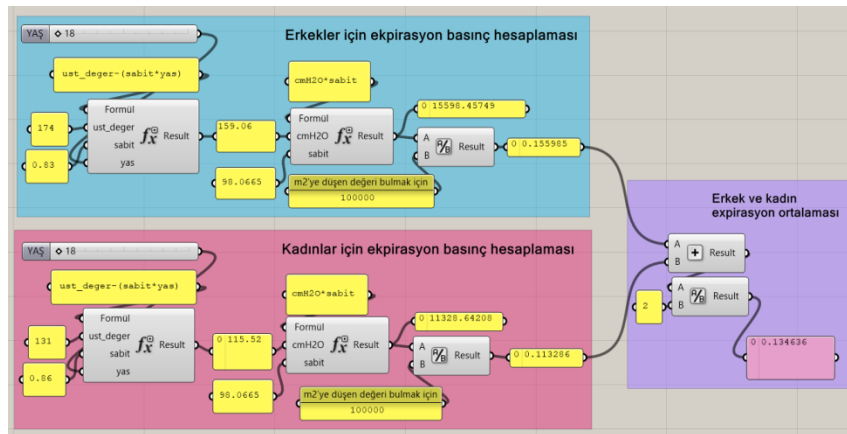 Erkekler için ekpirasyon basınç hesaplaması
YAŞ 18
ust_deger-(sabit*yas)
174
0.83
Formül
ust_deger
sabit
yas
fx Result
159.06
cmH2O*sabit
98.0665
Formül
cmH2O
sabit
fx Result
0 15598.45749
m2'ye düşen değeri bulmak için
100000
A
B
A/B Result
0 0.155985
Kadınlar için ekpirasyon basınç hesaplaması
YAŞ 18
ust_deger-(sabit*yas)
131
0.86
Formül
ust_deger
sabit
yas
fx Result
0 115.52
cmH2O*sabit
98.0665
Formül
cmH2O
sabit
fx Result
0 11328.64208
m2'ye düşen değeri bulmak için
100000
A
B
A/B Result
0 0.113286
Erkek ve kadın
expirasyon ortalaması
A
B
+ Result
2
A
B
A/B Result
0 0.134636